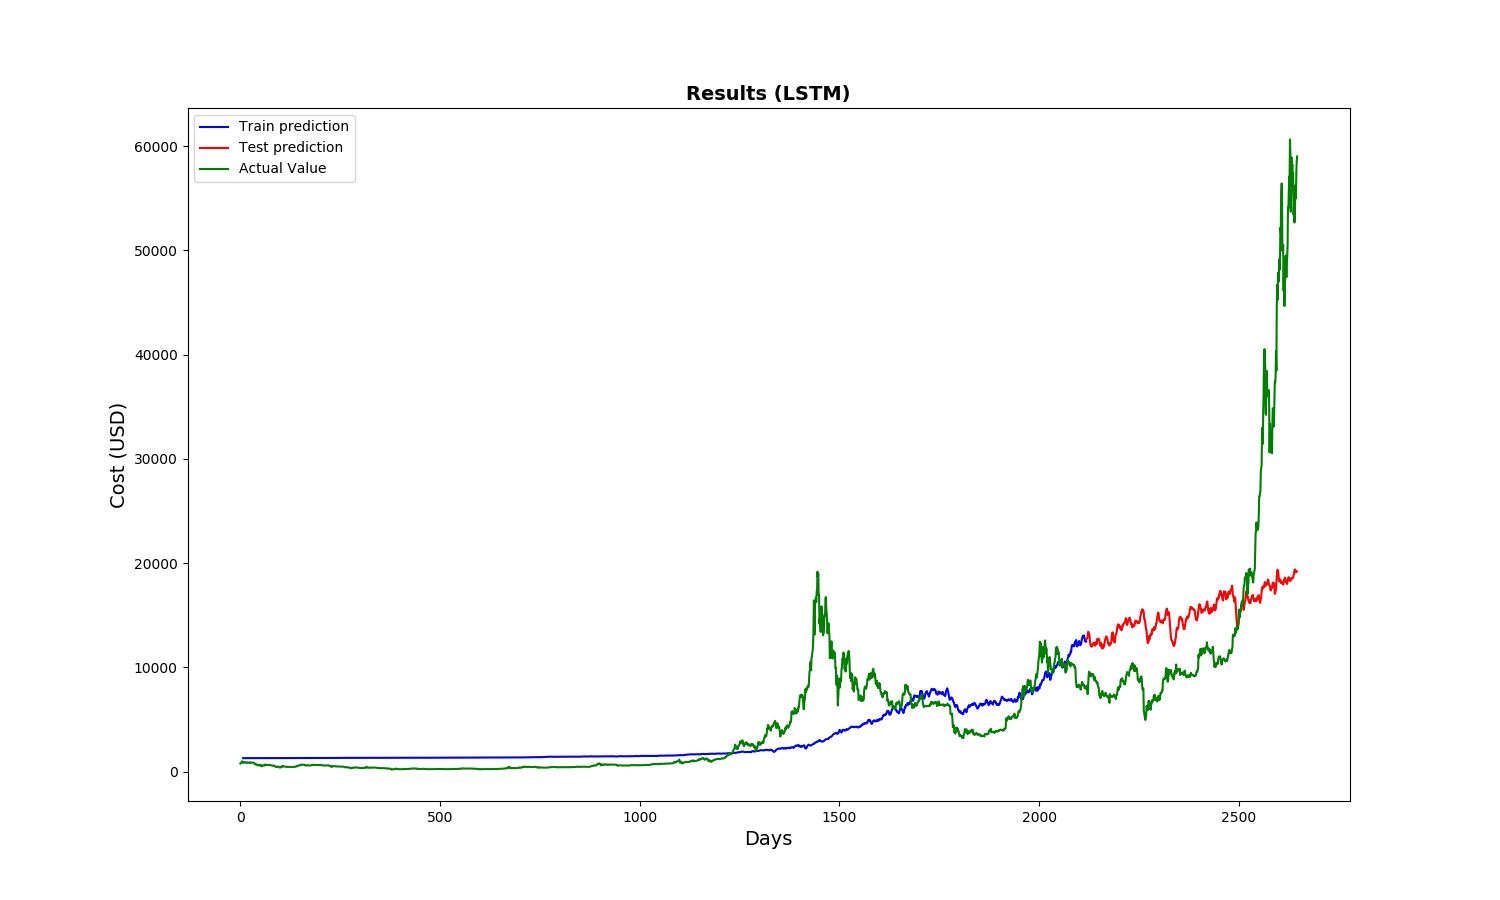 Results (LSTM)
Train prediction
Test prediction
Actual Value
60000
50000
40000
30000
20000
10000
0
Cost (USD)
0 500 1000 1500 2000 2500
Days